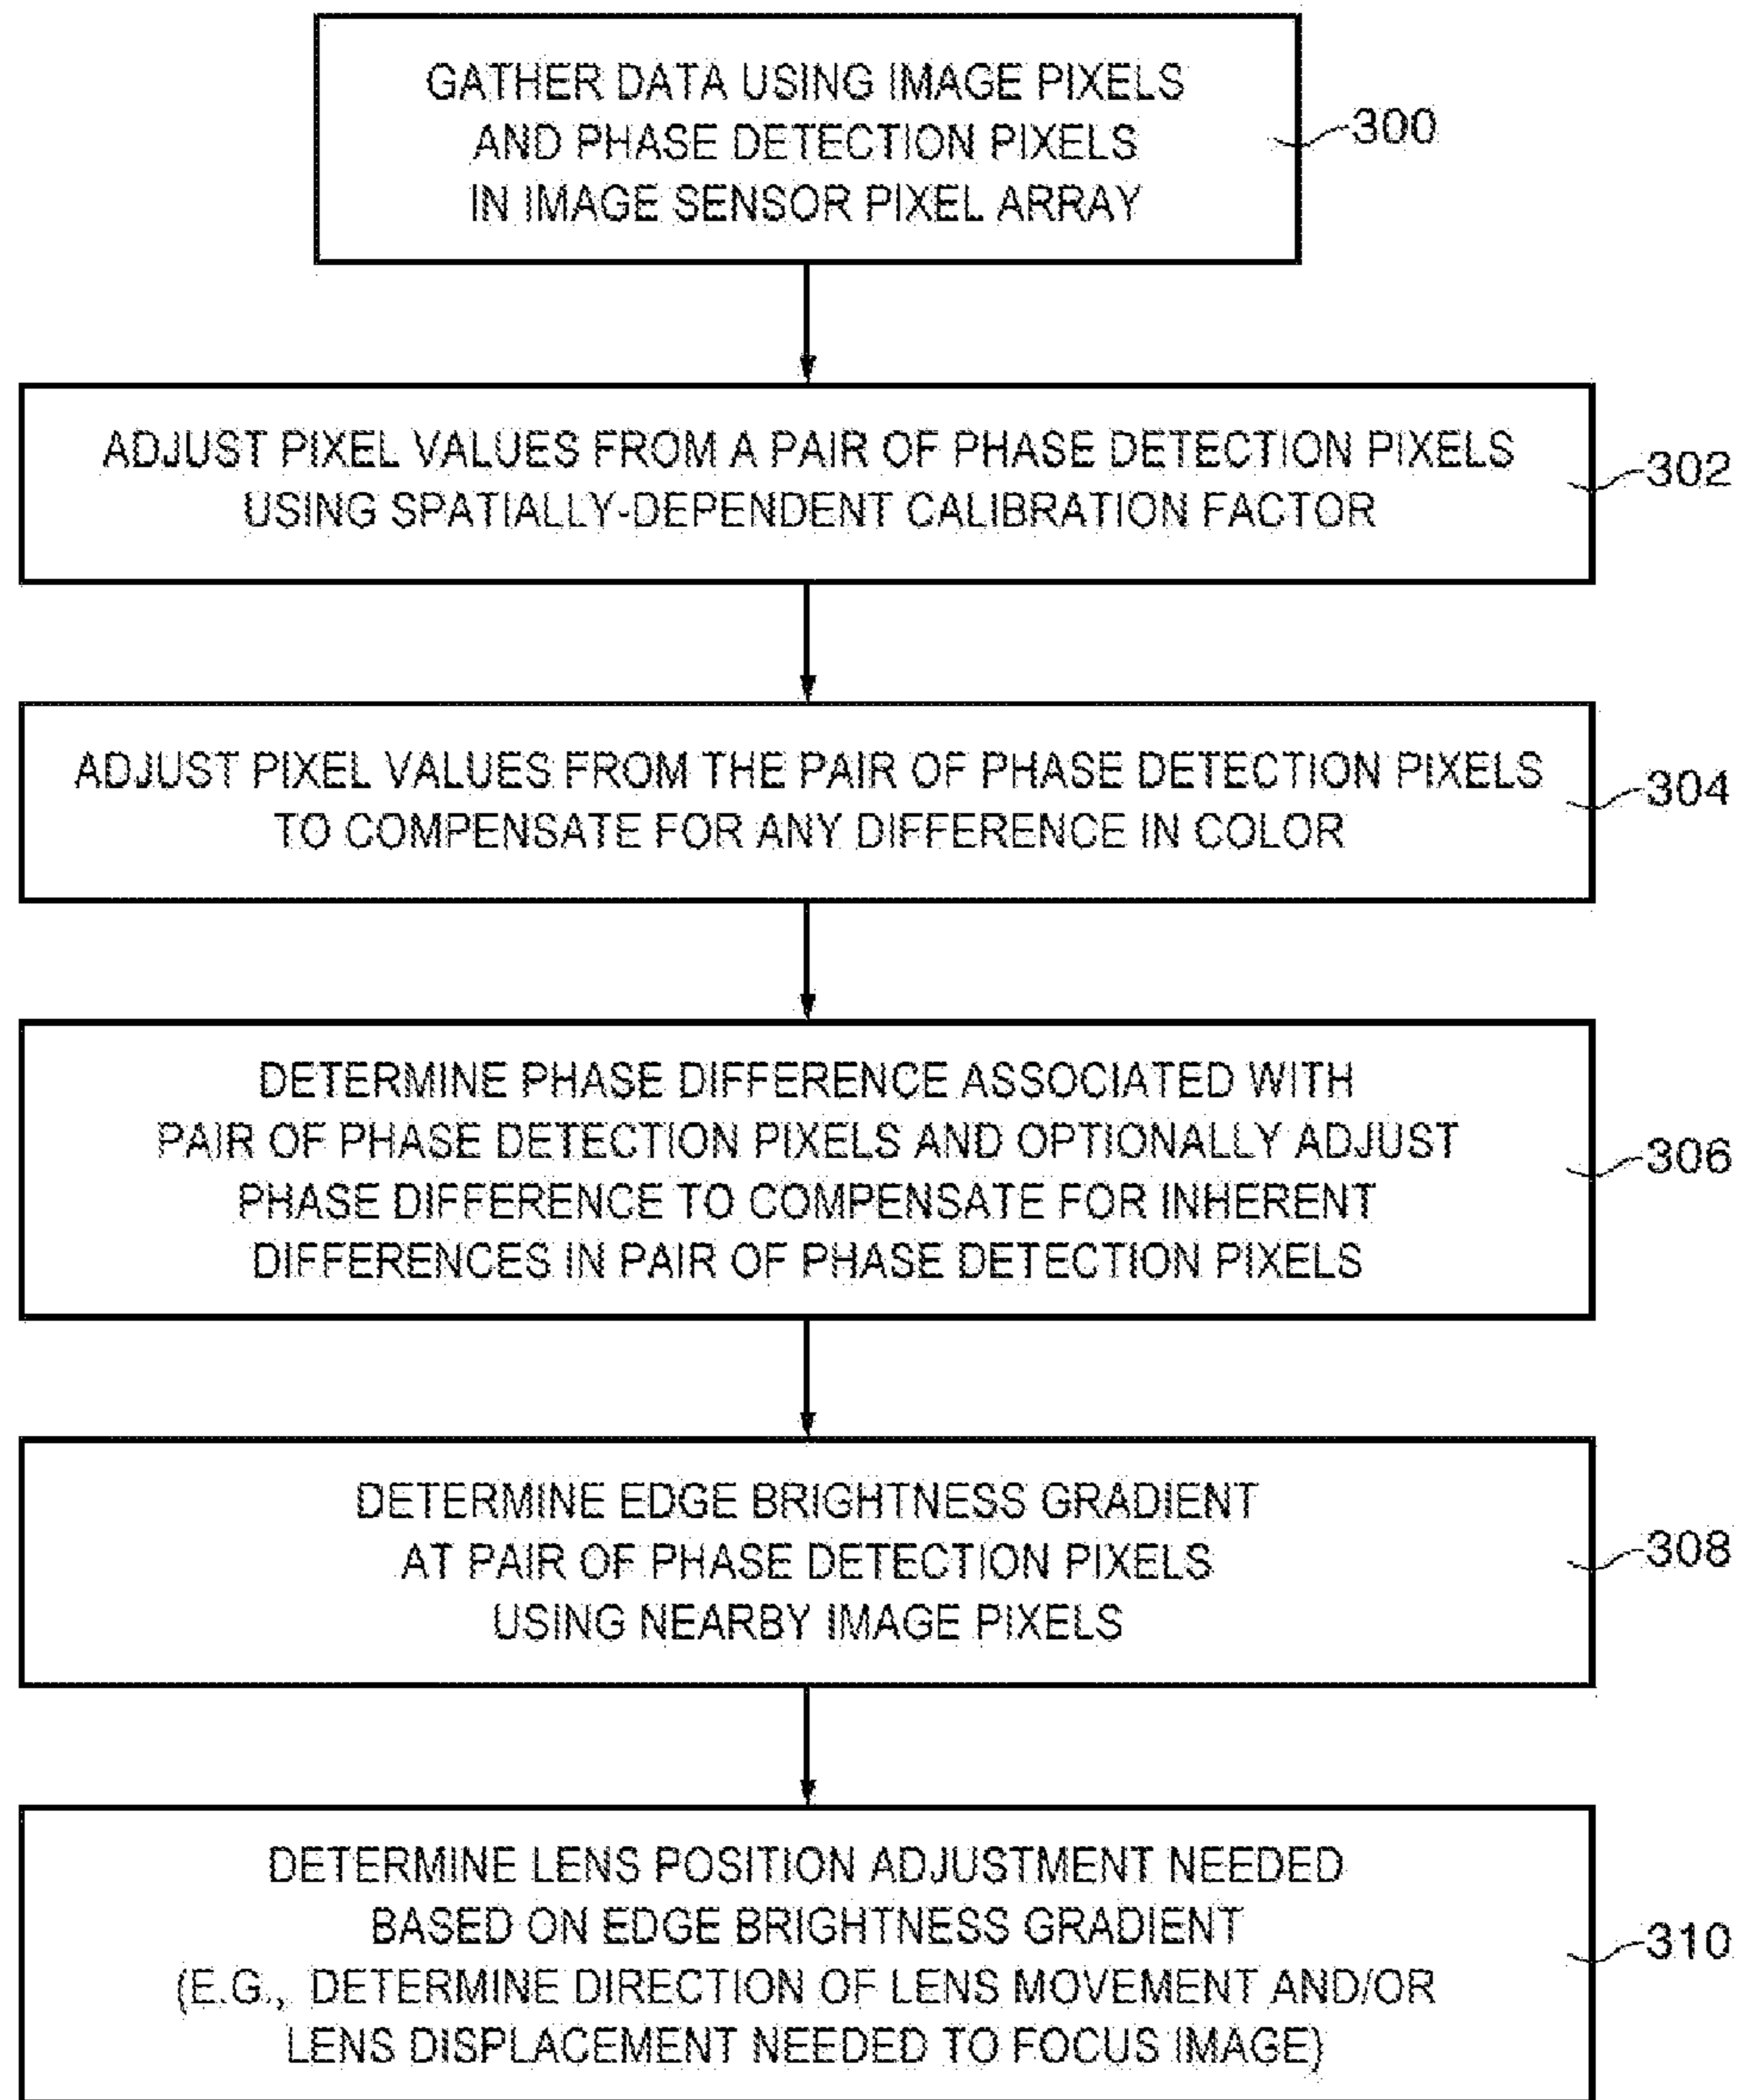 GATHER DATA USING IMAGE PIXELS
AND PHASE DETECTION PIXELS
IN IMAGE SENSOR PIXEL ARRAY
300
ADJUST PIXEL VALUES FROM A PAIR OF PHASE DETECTION PIXELS
USING SPATIALLY-DEPENDENT CALIBRATION FACTOR
302
ADJUST PIXEL VALUES FROM THE PAIR OF PHASE DETECTION PIXELS
TO COMPENSATE FOR ANY DIFFERENCE IN COLOR
304
DETERMINE PHASE DIFFERENCE ASSOCIATED WITH
PAIR OF PHASE DETECTION PIXELS AND OPTIONALLY ADJUST
PHASE DIFFERENCE TO COMPENSATE FOR INHERENT
DIFFERENCES IN PAIR OF PHASE DETECTION PIXELS
306
DETERMINE EDGE BRIGHTNESS GRADIENT
AT PAIR OF PHASE DETECTION PIXELS
USING NEARBY IMAGE PIXELS
308
DETERMINE LENS POSITION ADJUSTMENT NEEDED
BASED ON EDGE BRIGHTNESS GRADIENT
(E.G., DETERMINE DIRECTION OF LENS MOVEMENT AND/OR
LENS DISPLACEMENT NEEDED TO FOCUS IMAGE)
310